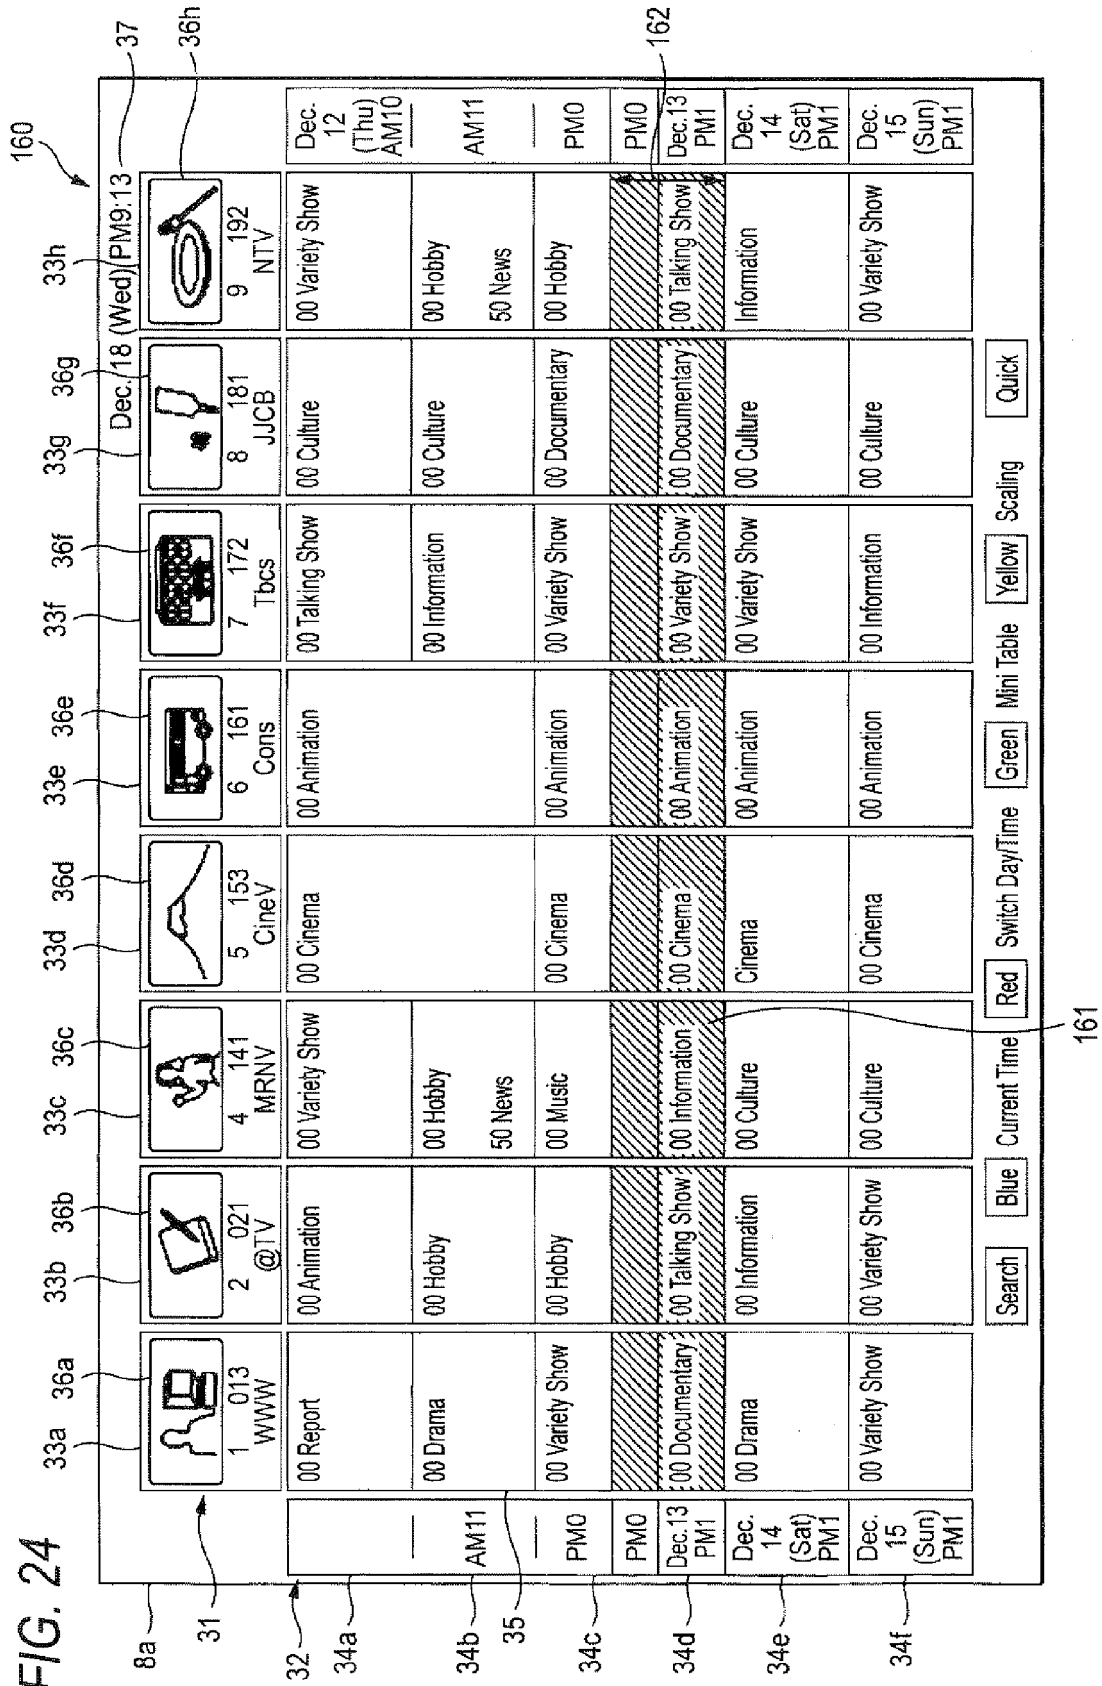 FIG. 24
160
8a 33a 36a 33b 36b 33c 36c 33d 36d 33e 36e 33f 36f 33g 36g 33h 37
36h
Dec. 18 (Wed)(PM9:13
31
1 013 2 021 4 141 5 153 6 161 7 172 8 181 9 192
WWW @TV MRNV CineV Cons Tbcs JJCB NTV
32
34a
00 Report 00 Animation 00 Variety Show 00 Cinema 00 Animation 00 Talking Show 00 Culture 00 Variety Show
Dec.
12
(Thu)
AM10
34b
AM11 00 Drama 00 Hobby 00 Hobby 00 Information 00 Culture 00 Hobby AM11
50 News 50 News
35
34c
PM0 00 Variety Show 00 Hobby 00 Music 00 Cinema 00 Animation 00 Variety Show 00 Documentary 00 Hobby PM0
PM0 PM0
162
34d
Dec.13 00 Documentary 00 Talking Show 00 Information 00 Cinema 00 Animation 00 Variety Show 00 Documentary 00 Talking Show Dec.13
PM1 PM1
34e
Dec. 00 Drama 00 Information 00 Culture Cinema 00 Animation 00 Variety Show 00 Culture Information Dec.
14 14
(Sat) (Sat)
PM1 PM1
34f
Dec. 00 Variety Show 00 Variety Show 00 Culture 00 Cinema 00 Animation 00 Information 00 Culture 00 Variety Show Dec.
15 15
(Sun) (Sun)
PM1 PM1
Search Blue Current Time Red Switch Day/Time Green Mini Table Yellow Scaling Quick
161